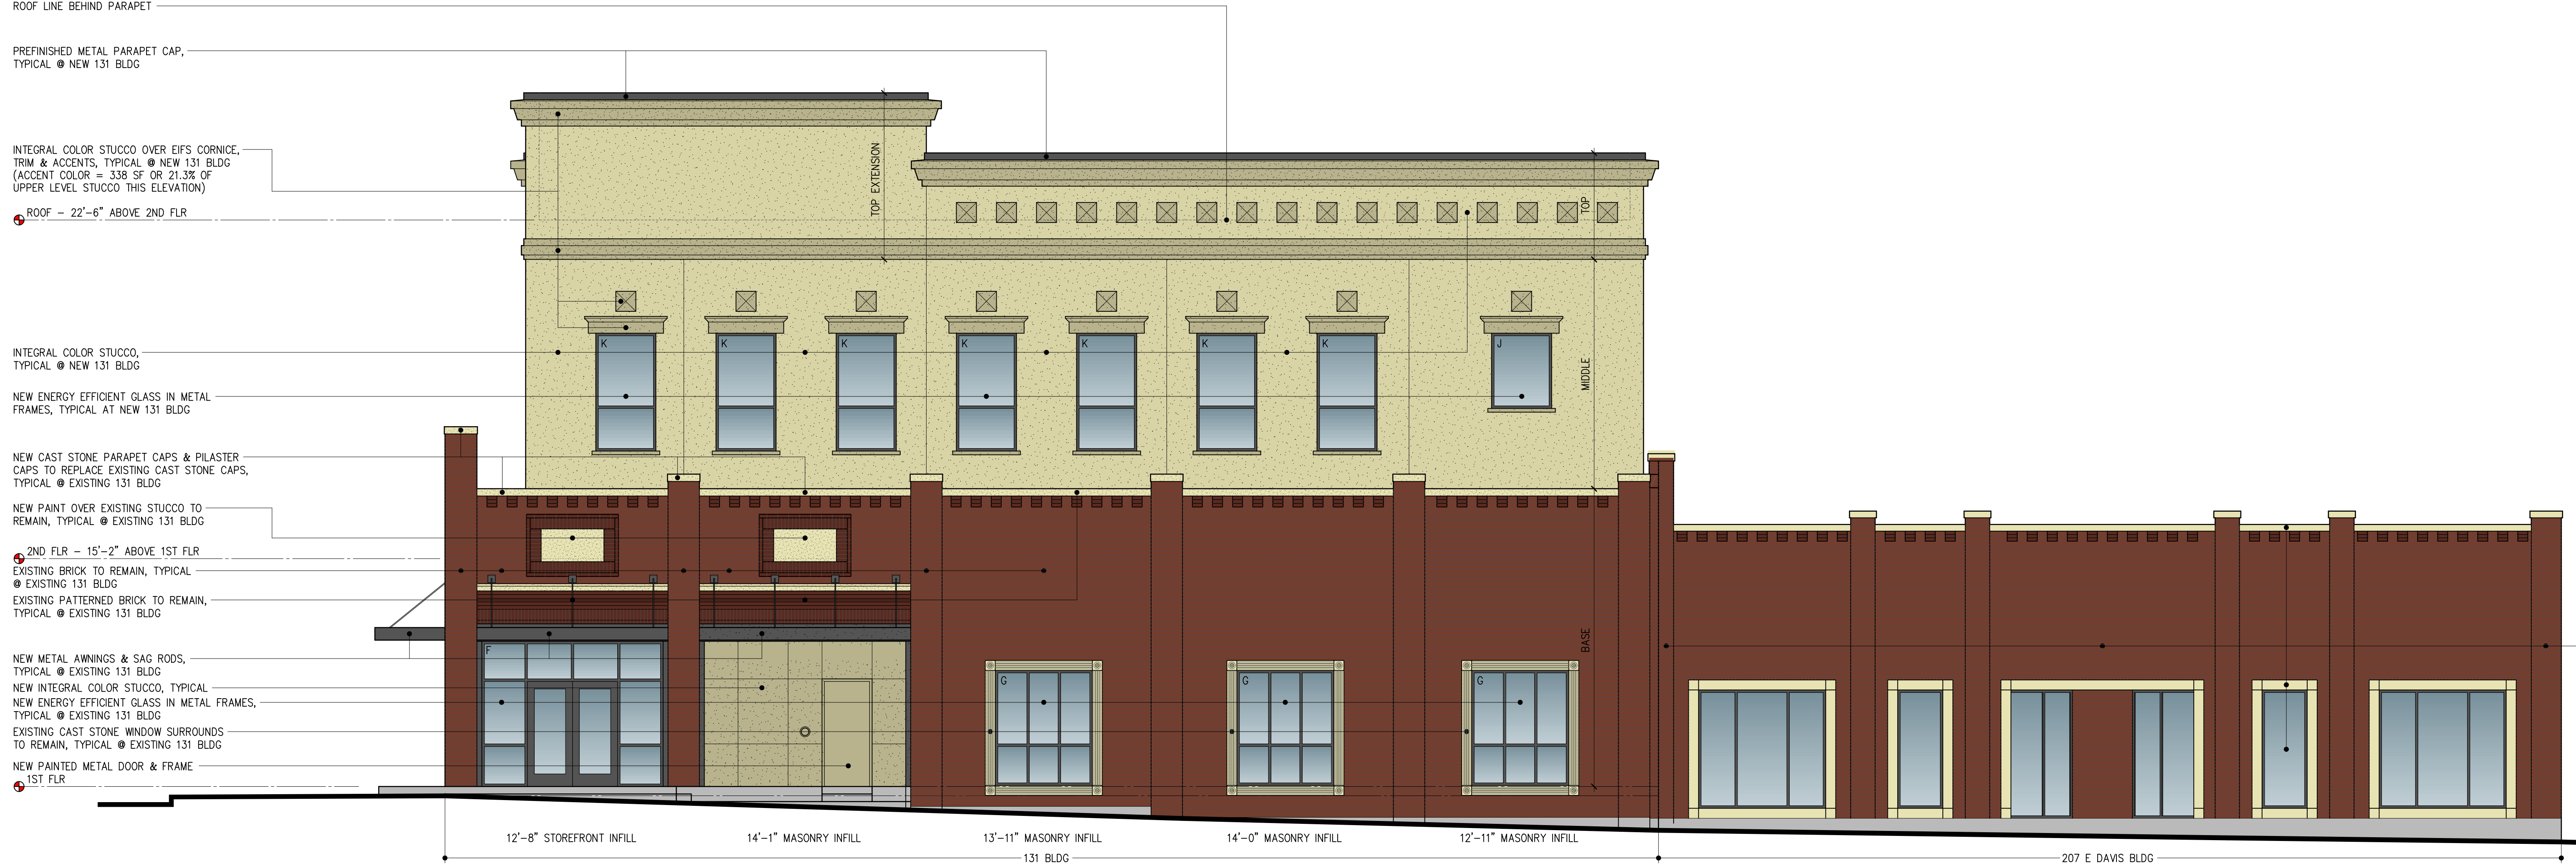 ROOF LINE BEHIND PARAPET
PREFINISHED METAL PARAPET CAP,
TYPICAL @ NEW 131 BLDG
INTEGRAL COLOR STUCCO OVER EIFS CORNICE,
TRIM & ACCENTS, TYPICAL @ NEW 131 BLDG
(ACCENT COLOR = 338 SF OR 21.3% OF
UPPER LEVEL STUCCO THIS ELEVATION)
ROOF - 22'-6" ABOVE 2ND FLR
TOP EXTENSION
TOP
INTEGRAL COLOR STUCCO,
TYPICAL @ NEW 131 BLDG
K K K K K K K J
MIDDLE
NEW ENERGY EFFICIENT GLASS IN METAL
FRAMES, TYPICAL AT NEW 131 BLDG
NEW CAST STONE PARAPET CAPS & PILASTER
CAPS TO REPLACE EXISTING CAST STONE CAPS,
TYPICAL @ EXISTING 131 BLDG
NEW PAINT OVER EXISTING STUCCO TO
REMAIN, TYPICAL @ EXISTING 131 BLDG
2ND FLR - 15'-2" ABOVE 1ST FLR
EXISTING BRICK TO REMAIN, TYPICAL
@ EXISTING 131 BLDG
EXISTING PATTERNED BRICK TO REMAIN,
TYPICAL @ EXISTING 131 BLDG
BASE
NEW METAL AWNINGS & SAG RODS,
TYPICAL @ EXISTING 131 BLDG
F G G G
NEW INTEGRAL COLOR STUCCO, TYPICAL
NEW ENERGY EFFICIENT GLASS IN METAL FRAMES,
TYPICAL @ EXISTING 131 BLDG
EXISTING CAST STONE WINDOW SURROUNDS
TO REMAIN, TYPICAL @ EXISTING 131 BLDG
NEW PAINTED METAL DOOR & FRAME
1ST FLR
12'-8" STOREFRONT INFILL
14'-1" MASONRY INFILL
13'-11" MASONRY INFILL
14'-0" MASONRY INFILL
12'-11" MASONRY INFILL
131 BLDG
207 E DAVIS BLDG